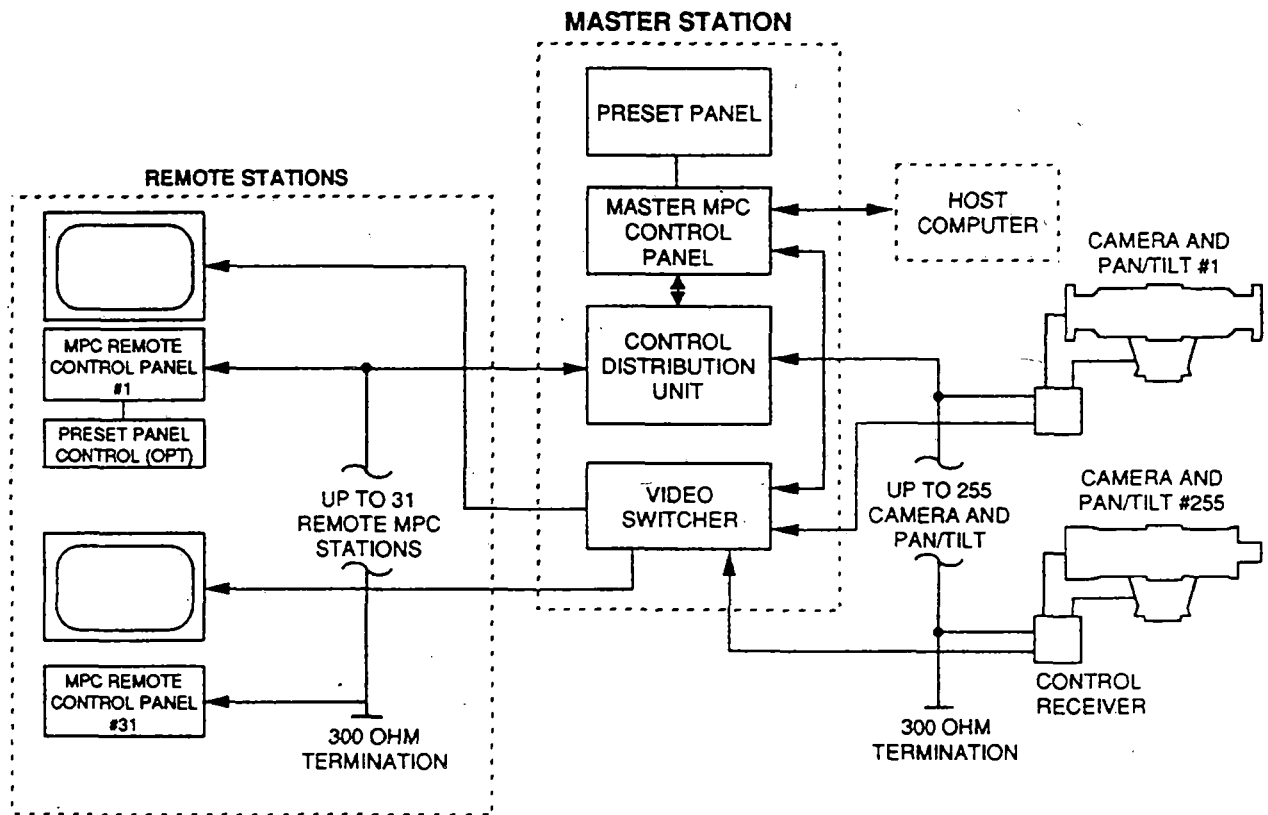 MASTER STATION
PRESET PANEL
REMOTE STATIONS
MASTER MPC
CONTROL
PANEL
HOST
COMPUTER
CAMERA AND
PAN/TILT #1
MPC REMOTE
CONTROL PANEL
#1
CONTROL
DISTRIBUTION
UNIT
PRESET PANEL
CONTROL (OPT)
UP TO 31
REMOTE MPC
STATIONS
VIDEO
SWITCHER
UP TO 255
CAMERA AND
PAN/TILT
CAMERA AND
PAN/TILT #255
MPC REMOTE
CONTROL PANEL
#31
300 OHM
TERMINATION
300 OHM
TERMINATION
CONTROL
RECEIVER